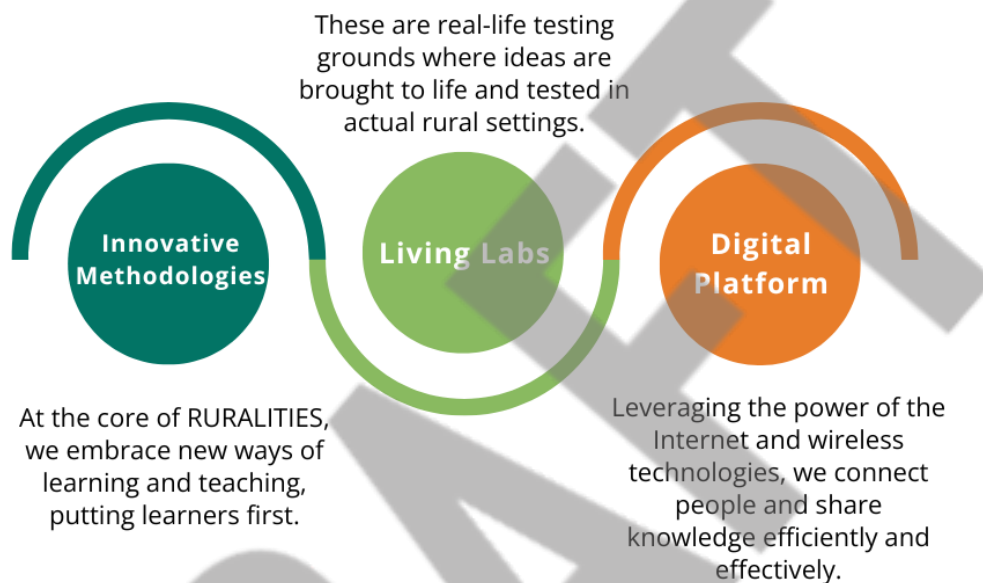 These are real-life testing
grounds where ideas are
brought to life and tested in
actual rural settings.
Innovative
Methodologies
Living Labs
Digital
Platform
At the core of RURALITIES,
we embrace new ways of
learning and teaching,
putting learners first.
Leveraging the power of the
Internet and wireless
technologies, we connect
people and share
knowledge efficiently and
effectively.